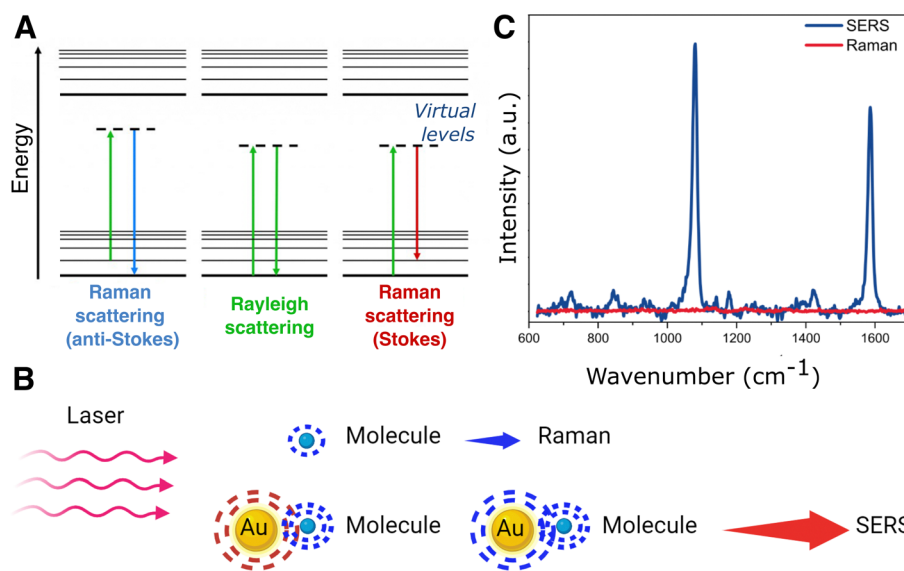 A
Energy
Virtual
levels
Raman
scattering
(anti-Stokes)
Rayleigh
scattering
Raman
scattering
(Stokes)
C
SERS
Raman
Intensity (a.u.)
600 800 1000 1200 1400 1600
Wavenumber (cm-1)
B
Laser
Molecule Raman
Au Molecule Au Molecule SERS